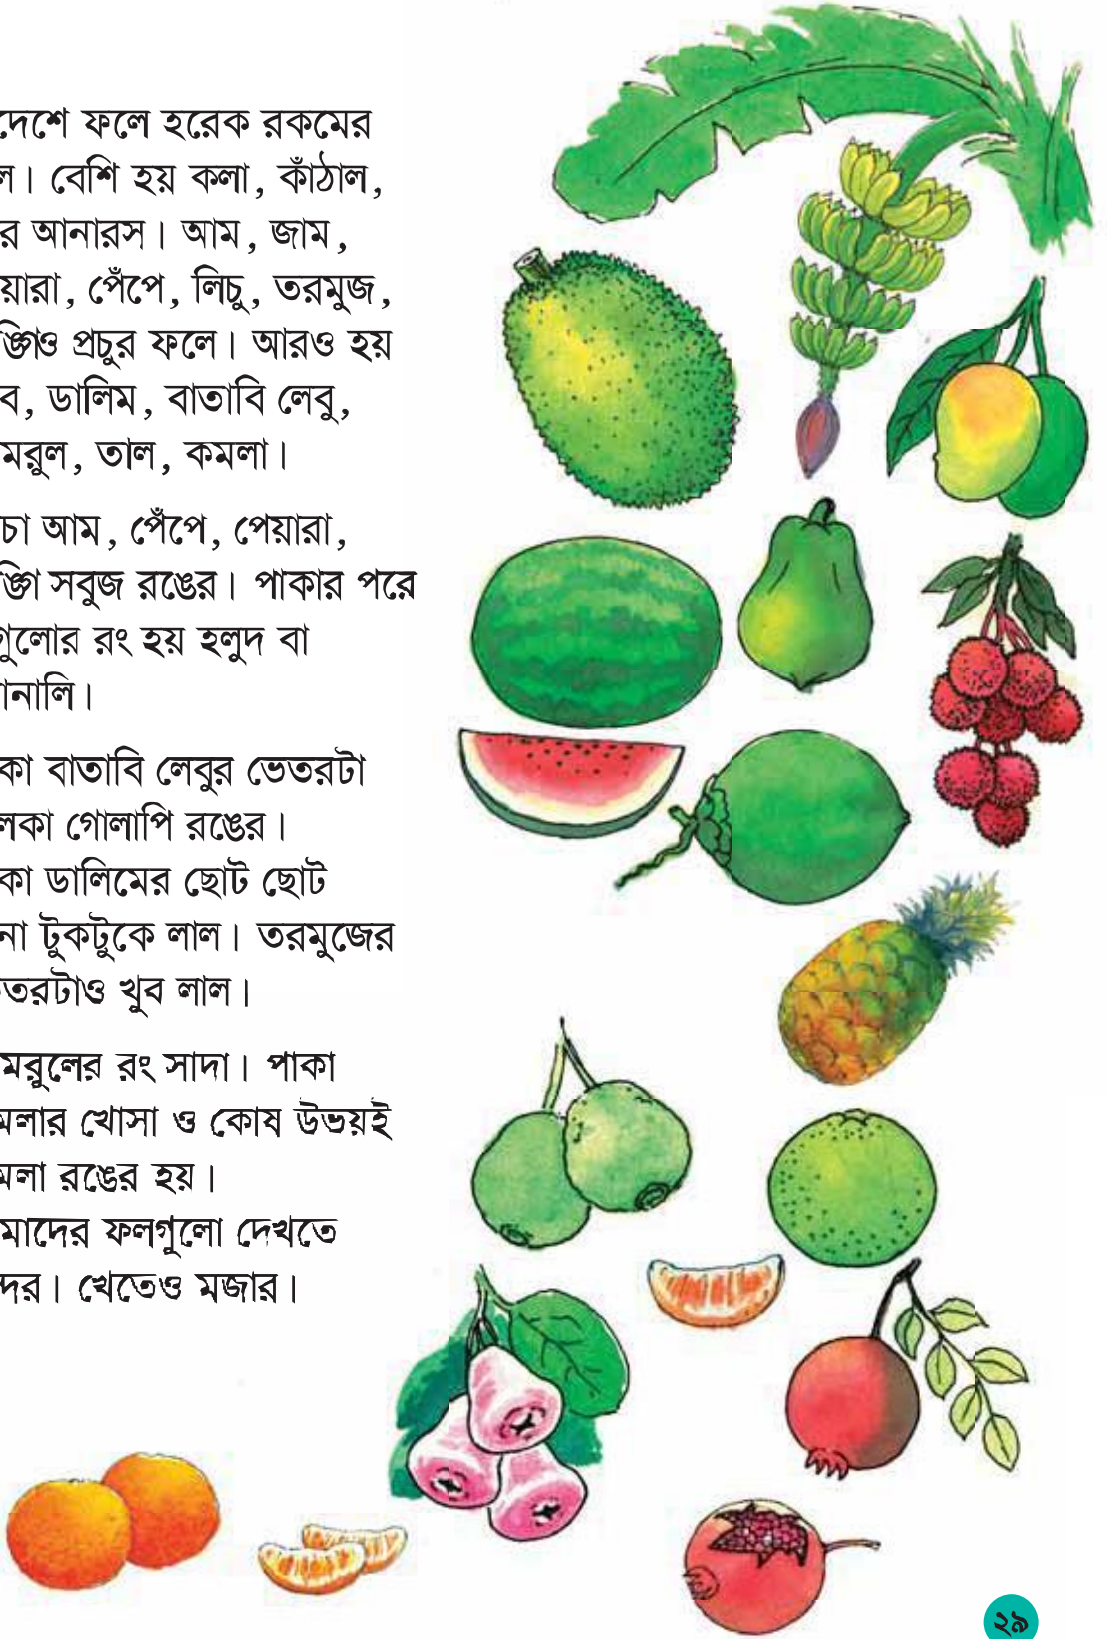 দেশে ফলে হরেক রকমের
ল। বেশি হয় কলা, কাঁঠাল,
র আনারস। আম, জাম,
য়ারা, পেঁপে, লিচু, তরমুজ,
ঙ্গিও প্রচুর ফলে। আরও হয়
ব, ডালিম, বাতাবি লেবু,
মরুল, তাল, কমলা।
চা আম, পেঁপে, পেয়ারা,
ঙ্গি সবুজ রঙের। পাকার পরে
গুলোর রং হয় হলুদ বা
ানালি।
কা বাতাবি লেবুর ভেতরটা
লকা গোলাপি রঙের।
কা ডালিমের ছোট ছোট
না টুকটুকে লাল। তরমুজের
তরটাও খুব লাল।
মরুলের রং সাদা। পাকা
মলার খোসা ও কোষ উভয়ই
মলা রঙের হয়।
মাদের ফলগুলো দেখতে
ন্দর। খেতেও মজার।
২৯